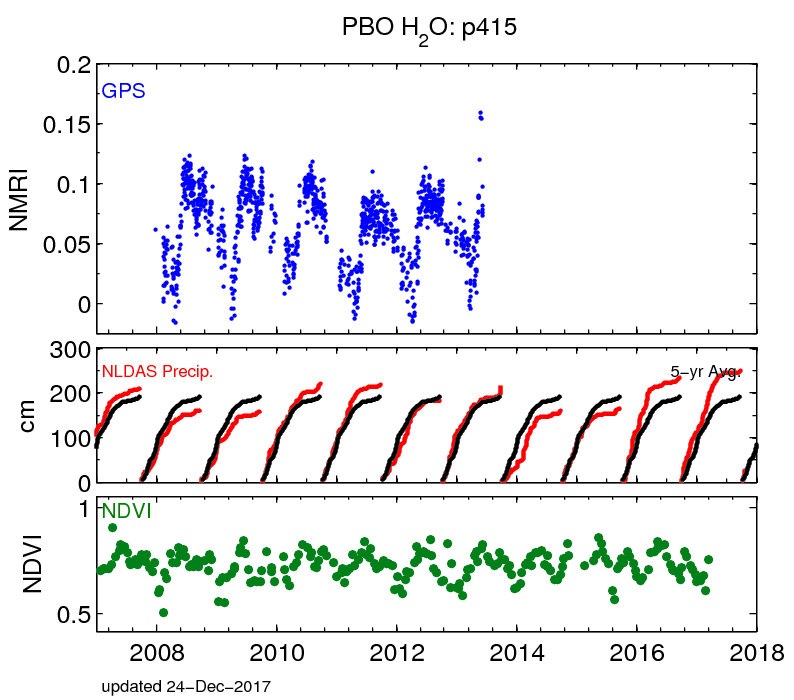 PBO H2O: p415
0.2
GPS
0.15
0.1
NMRI
0.05
0
300
NLDAS Precip. 5-yr Avg.
200
cm
100
0
1 NDVI
NDVI
0.5
2008 2010 2012 2014 2016 2018
updated 24-Dec-2017